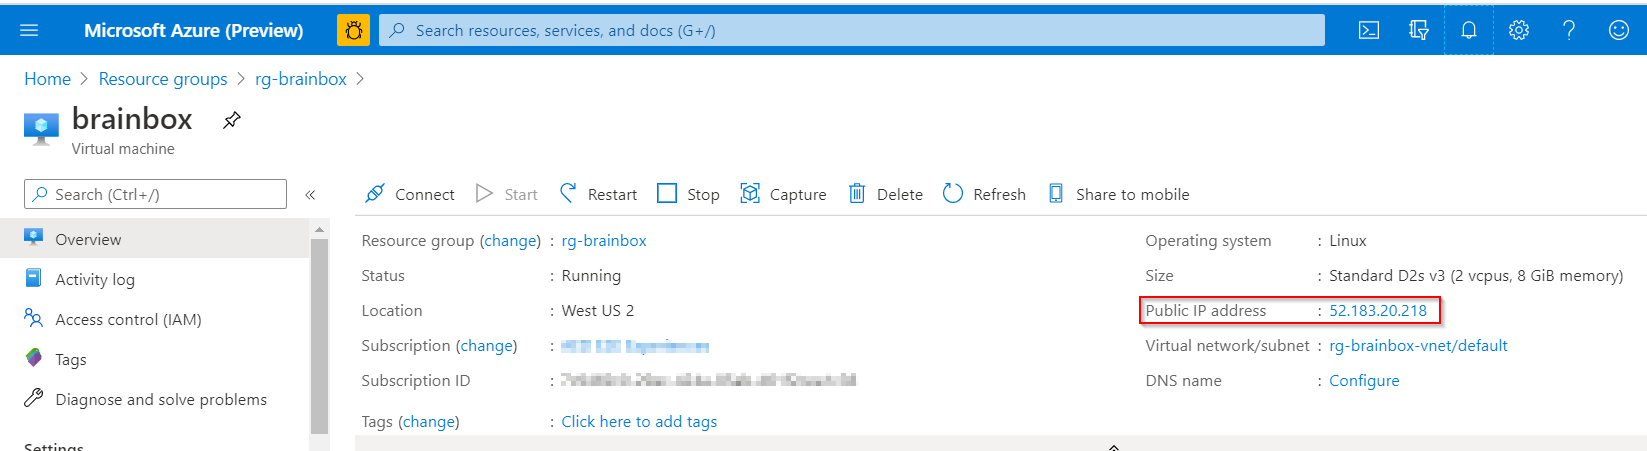 Microsoft Azure (Preview)
Search resources, services, and docs (G+/)
Home > Resource groups > rg-brainbox >
brainbox
Virtual machine
Search (Ctrl+/)
«
Connect
Start
Restart
Stop
Capture
Delete
Refresh
Share to mobile
Overview
Activity log
Access control (IAM)
Tags
Diagnose and solve problems
Settings
Resource group (change) : rg-brainbox
Status : Running
Location : West US 2
Subscription (change) :
Subscription ID :
Tags (change) : Click here to add tags
Operating system : Linux
Size : Standard D2s v3 (2 vcpus, 8 GiB memory)
Public IP address : 52.183.20.218
Virtual network/subnet : rg-brainbox-vnet/default
DNS name : Configure